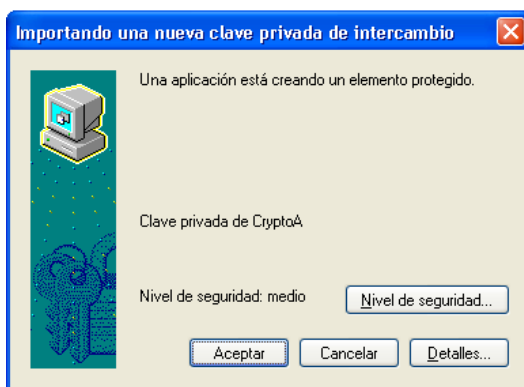 Importando una nueva clave privada de intercambio
Una aplicación está creando un elemento protegido.
Clave privada de CryptoA
Nivel de seguridad: medio
Nivel de seguridad...
Aceptar
Cancelar
Detalles...